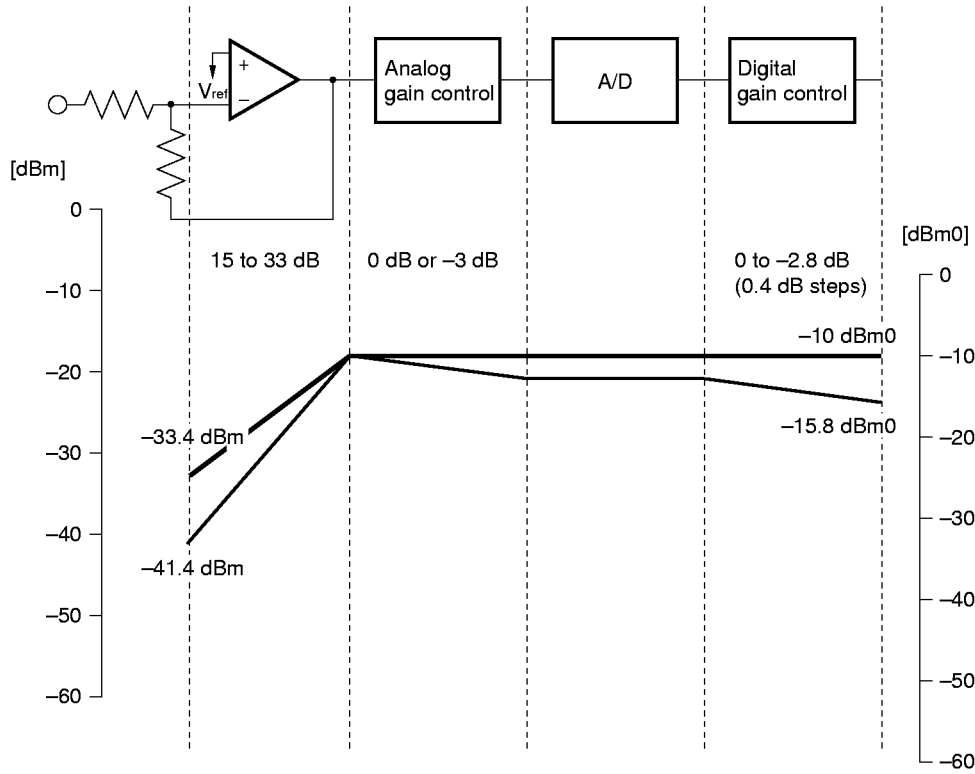 +
Vref
−
Analog
gain control
A/D
Digital
gain control
[dBm]
[dBm0]
15 to 33 dB
0 dB or −3 dB
0 to −2.8 dB
(0.4 dB steps)
0
−10
−20
−30
−40
−50
−60
−33.4 dBm
−41.4 dBm
−10 dBm0
−15.8 dBm0
0
−10
−20
−30
−40
−50
−60